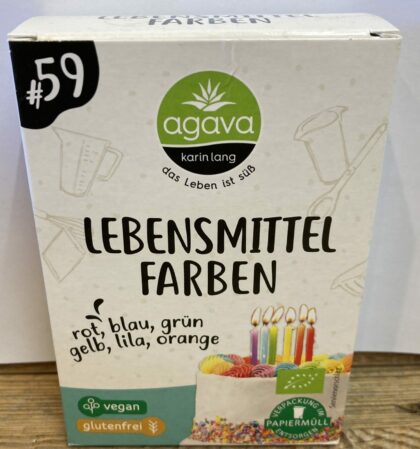 #59
agava
karin lang
das Leben ist süß
LEBENSMITTEL
FARBEN
rot, blau, grün
gelb, lila, orange
vegan
glutenfrei
VERPACKUNG IN
PAPIERMÜLL
ENTSORGEN